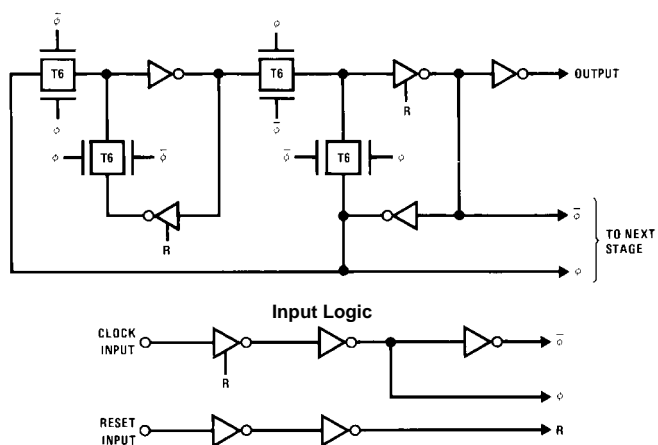 φ̄
T6
T6
OUTPUT
φ
φ
R
φ̄
φ
T6
φ̄
φ̄
T6
φ
R
φ̄
TO NEXT
STAGE
φ
Input Logic
CLOCK
INPUT
φ̄
R
φ
RESET
INPUT
R